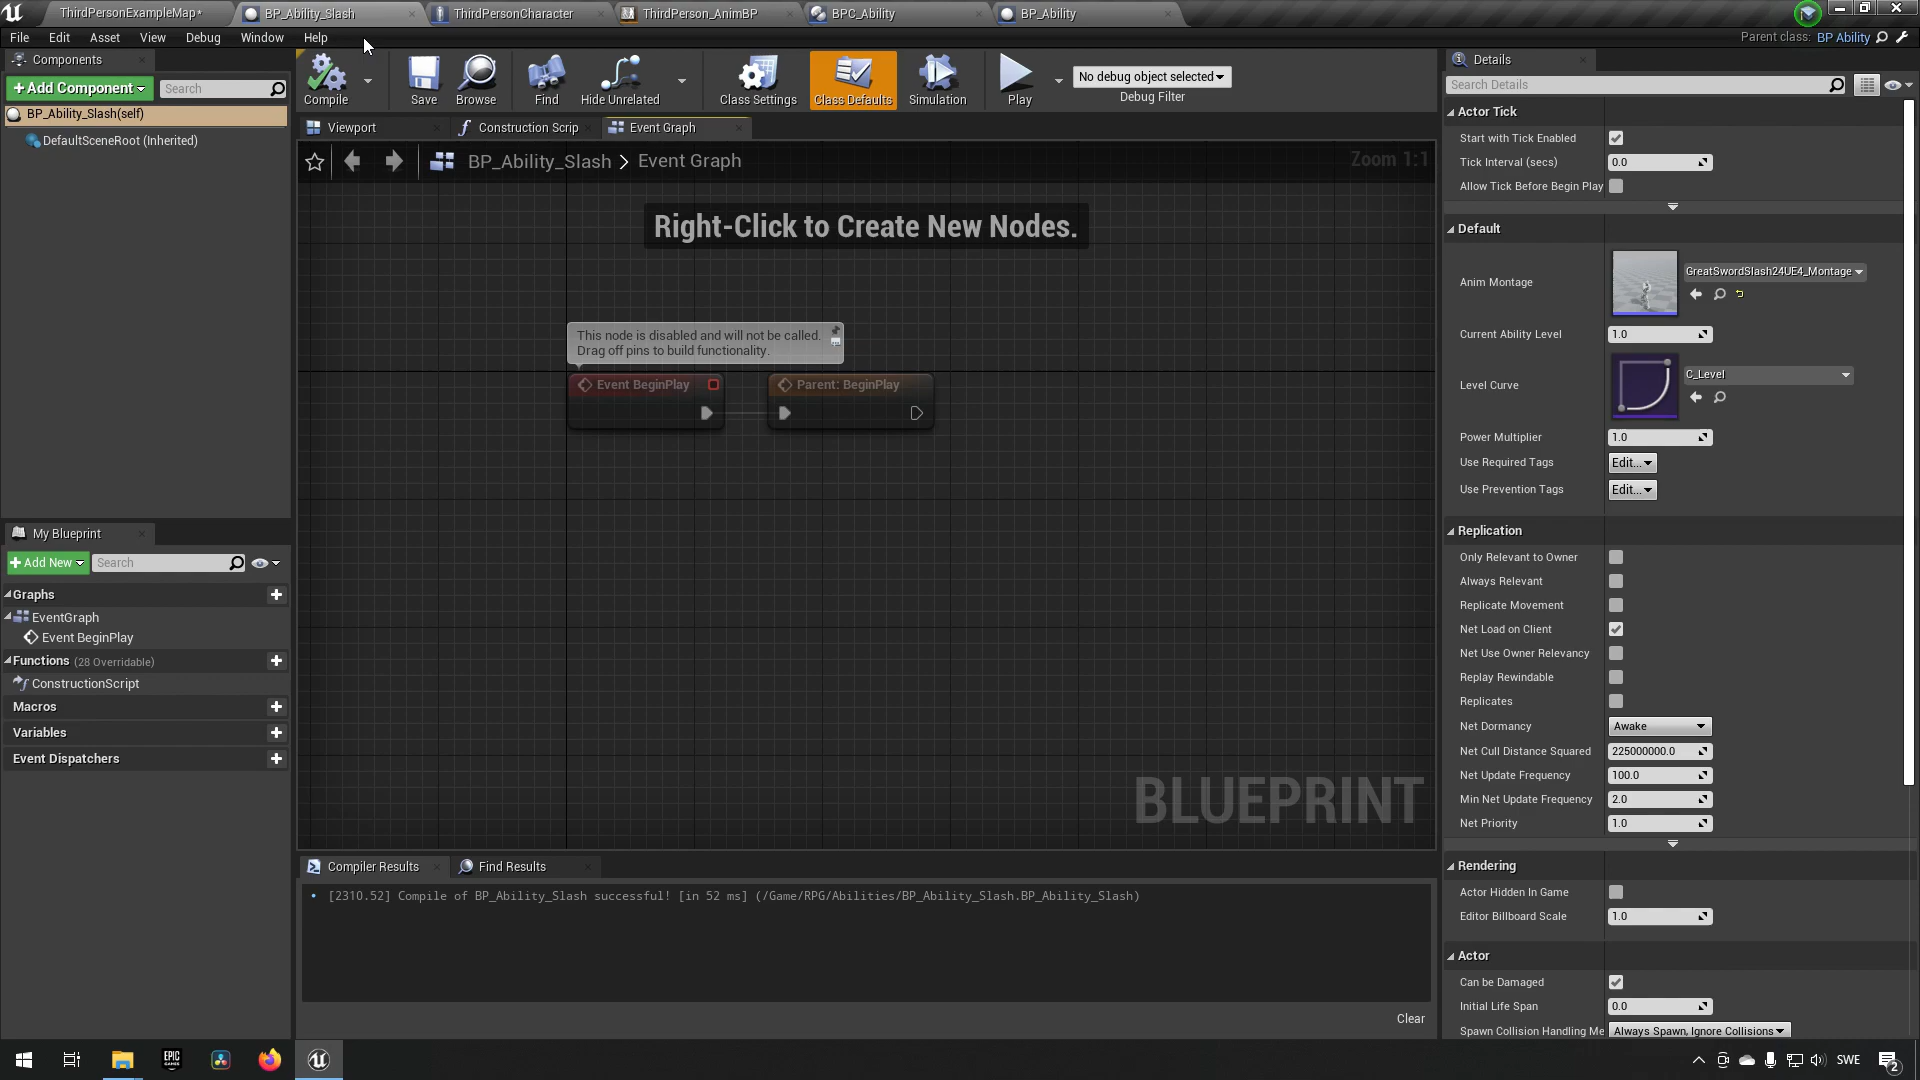 ThirdPersonExampleMap*
BP_Ability_Slash
ThirdPersonCharacter
ThirdPerson_AnimBP
BPC_Ability
BP_Ability
File Edit Asset View Debug Window Help
Parent class: BP Ability
Components
+Add Component
Search
BP_Ability_Slash(self)
DefaultSceneRoot (Inherited)
Compile
Save
Browse
Find
Hide Unrelated
Class Settings
Class Defaults
Simulation
Play
No debug object selected
Debug Filter
Viewport
Construction Scrip
Event Graph
BP_Ability_Slash > Event Graph
Zoom 1:1
Right-Click to Create New Nodes.
This node is disabled and will not be called.
Drag off pins to build functionality.
Event BeginPlay
Parent: BeginPlay
BLUEPRINT
My Blueprint
+Add New
Search
Graphs
EventGraph
Event BeginPlay
Functions (28 Overridable)
ConstructionScript
Macros
Variables
Event Dispatchers
Compiler Results
Find Results
[2310.52] Compile of BP_Ability_Slash successful! [in 52 ms] (/Game/RPG/Abilities/BP_Ability_Slash.BP_Ability_Slash)
Clear
Details
Search Details
Actor Tick
Start with Tick Enabled
Tick Interval (secs) 0.0
Allow Tick Before Begin Play
Default
Anim Montage GreatSwordSlash24UE4_Montage
Current Ability Level 1.0
Level Curve C_Level
Power Multiplier 1.0
Use Required Tags Edit...
Use Prevention Tags Edit...
Replication
Only Relevant to Owner
Always Relevant
Replicate Movement
Net Load on Client
Net Use Owner Relevancy
Replay Rewindable
Replicates
Net Dormancy Awake
Net Cull Distance Squared 225000000.0
Net Update Frequency 100.0
Min Net Update Frequency 2.0
Net Priority 1.0
Rendering
Actor Hidden In Game
Editor Billboard Scale 1.0
Actor
Can be Damaged
Initial Life Span 0.0
Spawn Collision Handling Me Always Spawn, Ignore Collisions
EPIC
GAMES
SWE
2